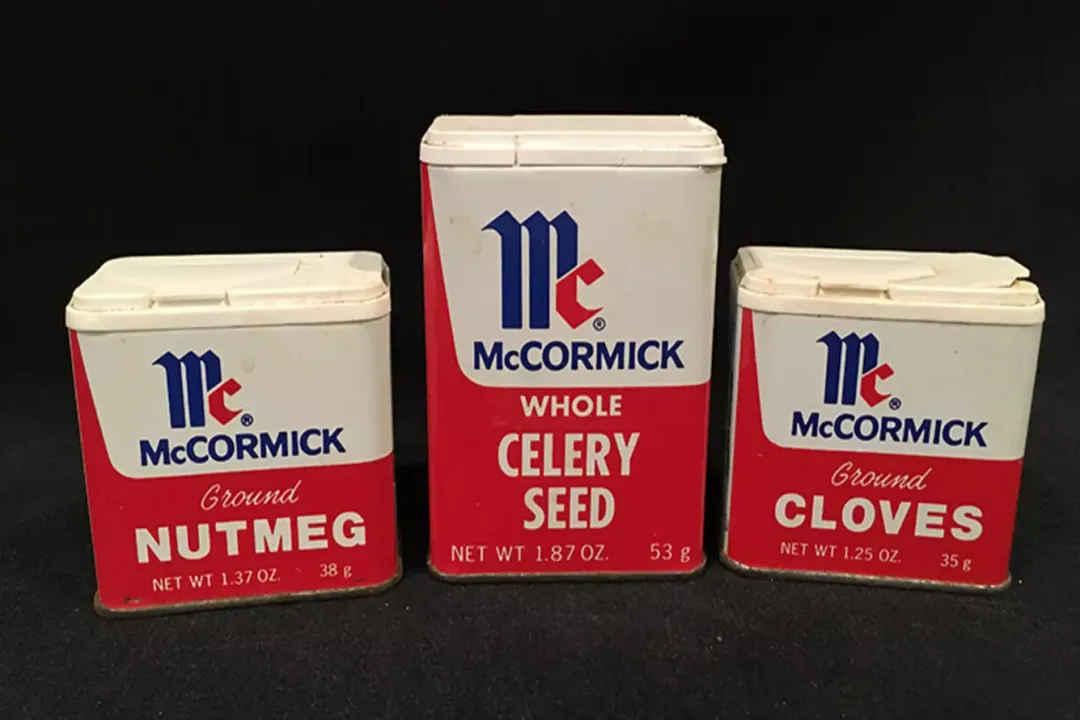 Mc®
McCORMICK
Ground
NUTMEG
NET WT 1.37 OZ. 38 g
Mc®
McCORMICK
WHOLE
CELERY
SEED
NET WT 1.87 OZ. 53 g
Mc®
McCORMICK
Ground
CLOVES
NET WT 1.25 OZ. 35 g